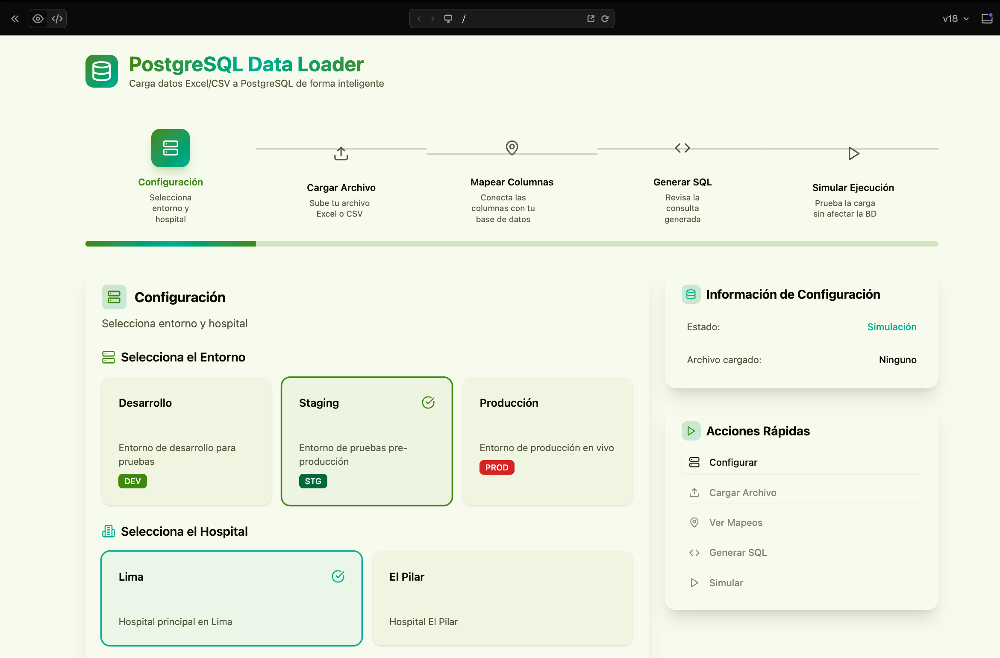 /
v18
PostgreSQL Data Loader
Carga datos Excel/CSV a PostgreSQL de forma inteligente
Configuración
Selecciona
entorno y
hospital
Cargar Archivo
Sube tu archivo
Excel o CSV
Mapear Columnas
Conecta las
columnas con tu
base de datos
Generar SQL
Revisa la
consulta
generada
Simular Ejecución
Prueba la carga
sin afectar la BD
Configuración
Selecciona entorno y hospital
Selecciona el Entorno
Desarrollo
Entorno de desarrollo para
pruebas
DEV
Staging
Entorno de pruebas pre-
producción
STG
Producción
Entorno de producción en vivo
PROD
Selecciona el Hospital
Lima
Hospital principal en Lima
El Pilar
Hospital El Pilar
Información de Configuración
Estado: Simulación
Archivo cargado: Ninguno
Acciones Rápidas
Configurar
Cargar Archivo
Ver Mapeos
Generar SQL
Simular